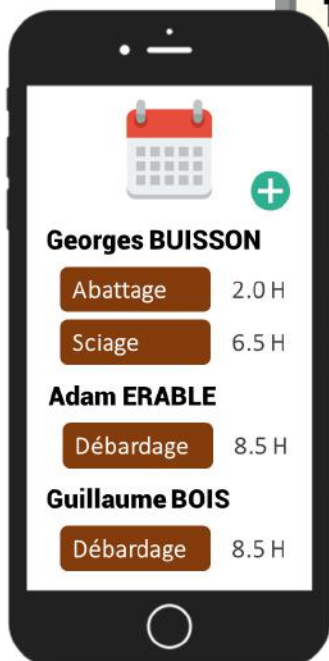 Georges BUISSON
Abattage 2.0 H
Sciage 6.5 H
Adam ERABLE
Débardage 8.5 H
Guillaume BOIS
Débardage 8.5 H